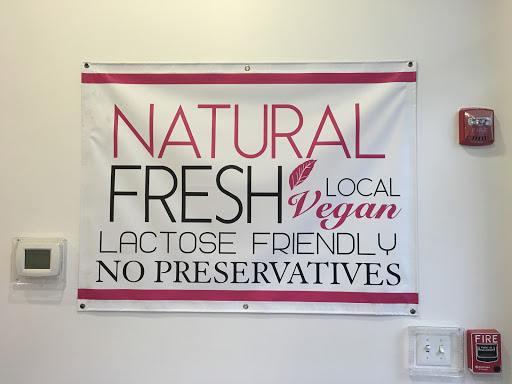 NATURAL
FRESH
LOCAL
Vegan
LACTOSE FRIENDLY
NO PRESERVATIVES
FIRE
FIRE